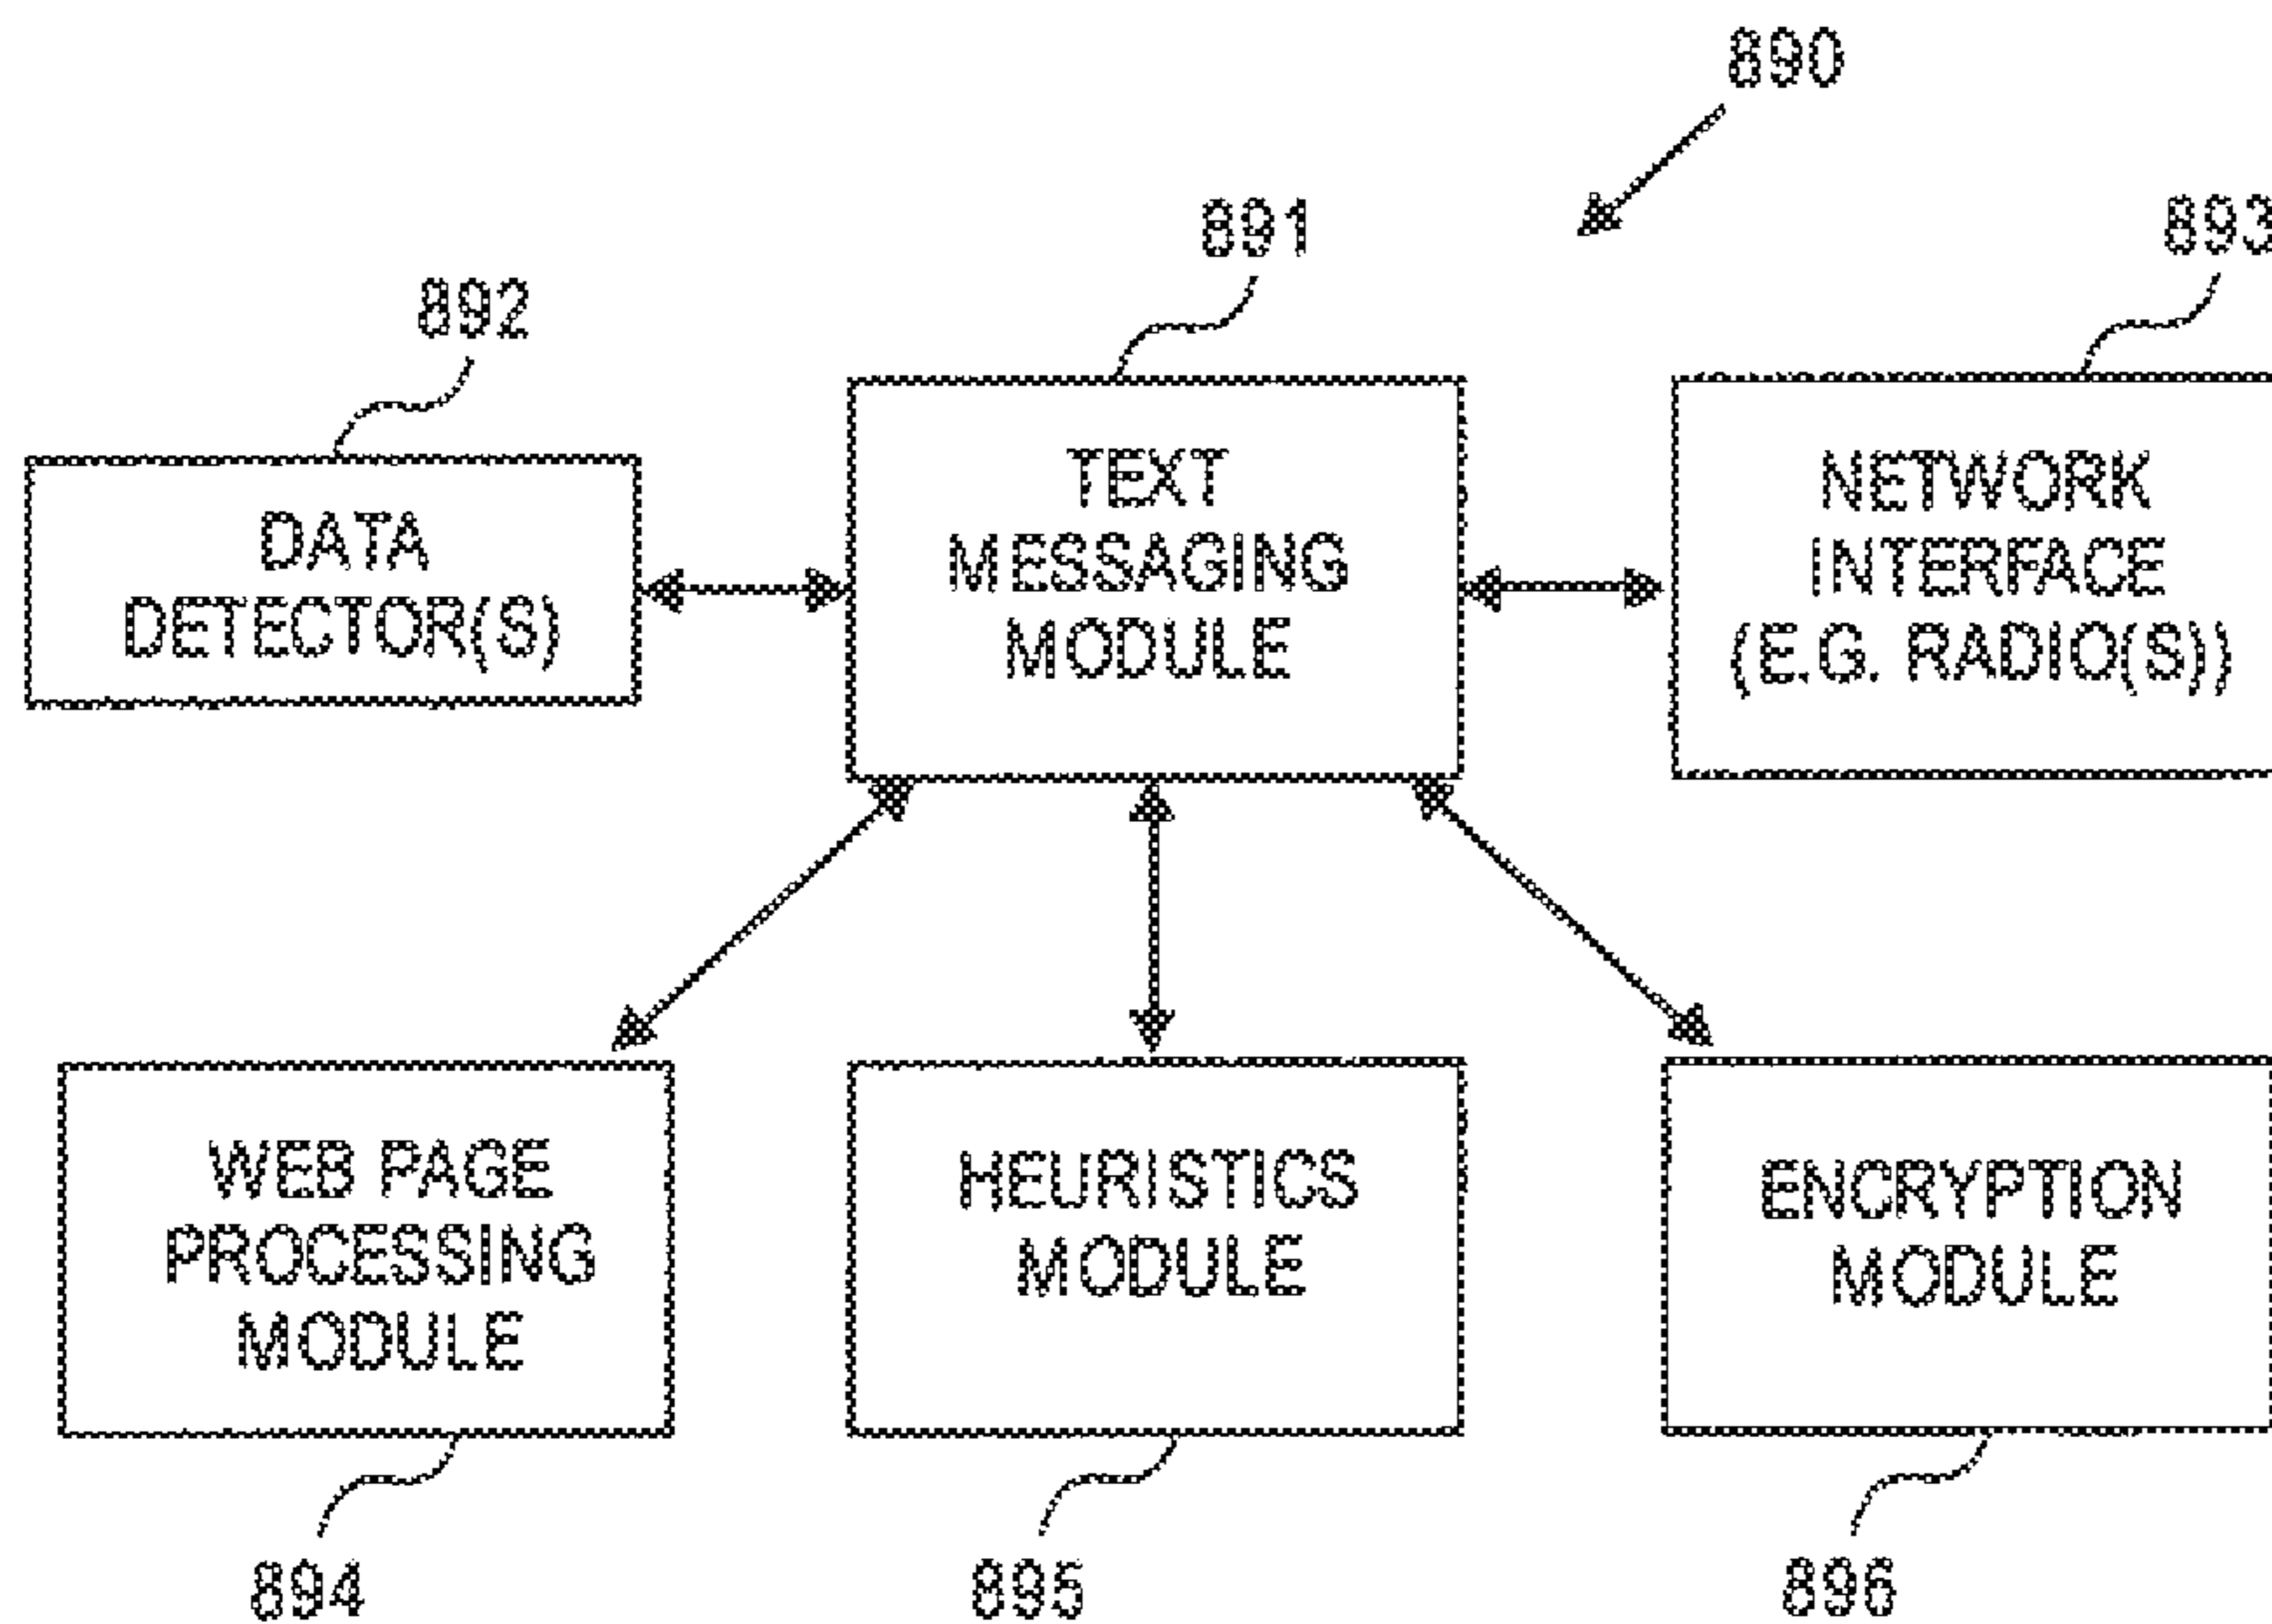 890
891
893
892
TEXT
MESSAGING
MODULE
NETWORK
INTERFACE
(E.G. RADIO(S))
DATA
DETECTOR(S)
WEB PAGE
PROCESSING
MODULE
HEURISTICS
MODULE
ENCRYPTION
MODULE
894
895
896